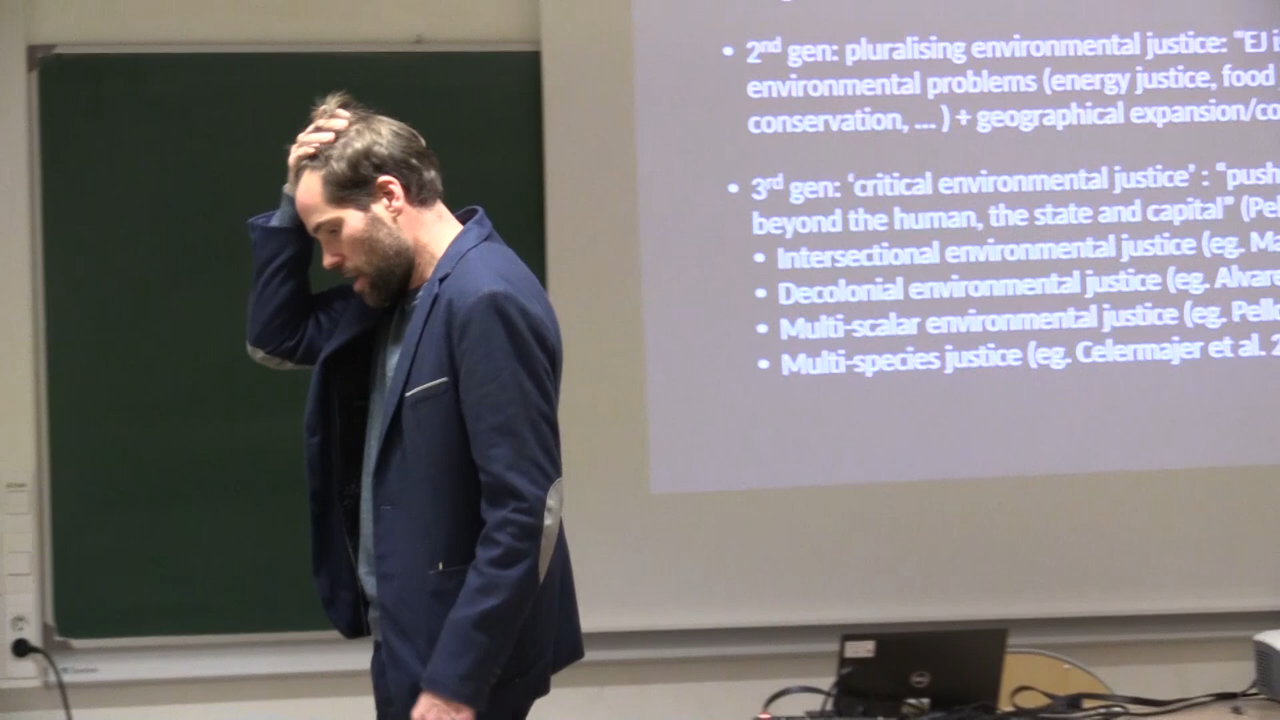 • 2nd gen: pluralising environmental justice: "EJ i
environmental problems (energy justice, food
conservation, ... ) + geographical expansion/co
• 3rd gen: ‘critical environmental justice’ : "push
beyond the human, the state and capital" (Pel
• Intersectional environmental justice (eg. Ma
• Decolonial environmental justice (eg. Alvare
• Multi-scalar environmental justice (eg. Pello
• Multi-species justice (eg. Celermajer et al. 2
DELL